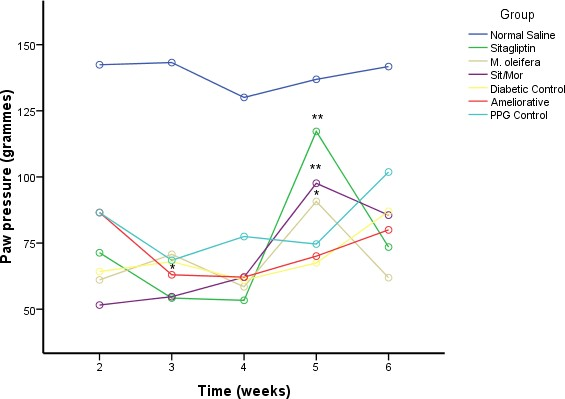 Group
Normal Saline
Sitagliptin
M. oleifera
Sit/Mor
Diabetic Control
Ameliorative
PPG Control
Paw pressure (grammes)
150
125
100
75
50
**
**
*
*
2 3 4 5 6
Time (weeks)